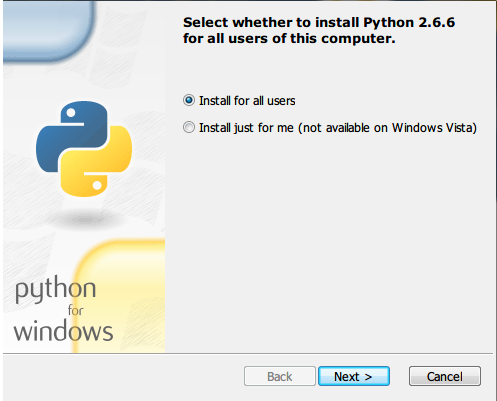 Select whether to install Python 2.6.6
for all users of this computer.
Install for all users
Install just for me (not available on Windows Vista)
python
for
windows
Back
Next >
Cancel